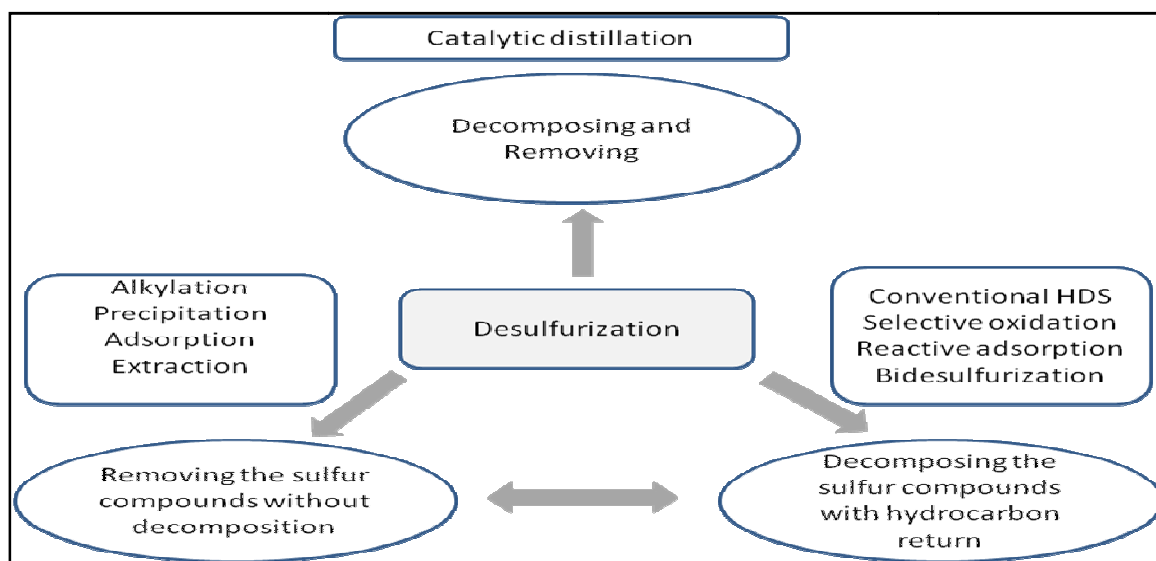 Catalytic distillation
Decomposing and
Removing
Alkylation
Precipitation
Adsorption
Extraction
Desulfurization
Conventional HDS
Selective oxidation
Reactive adsorption
Bidesulfurization
Removing the sulfur
compounds without
decomposition
Decomposing the
sulfur compounds
with hydrocarbon
return